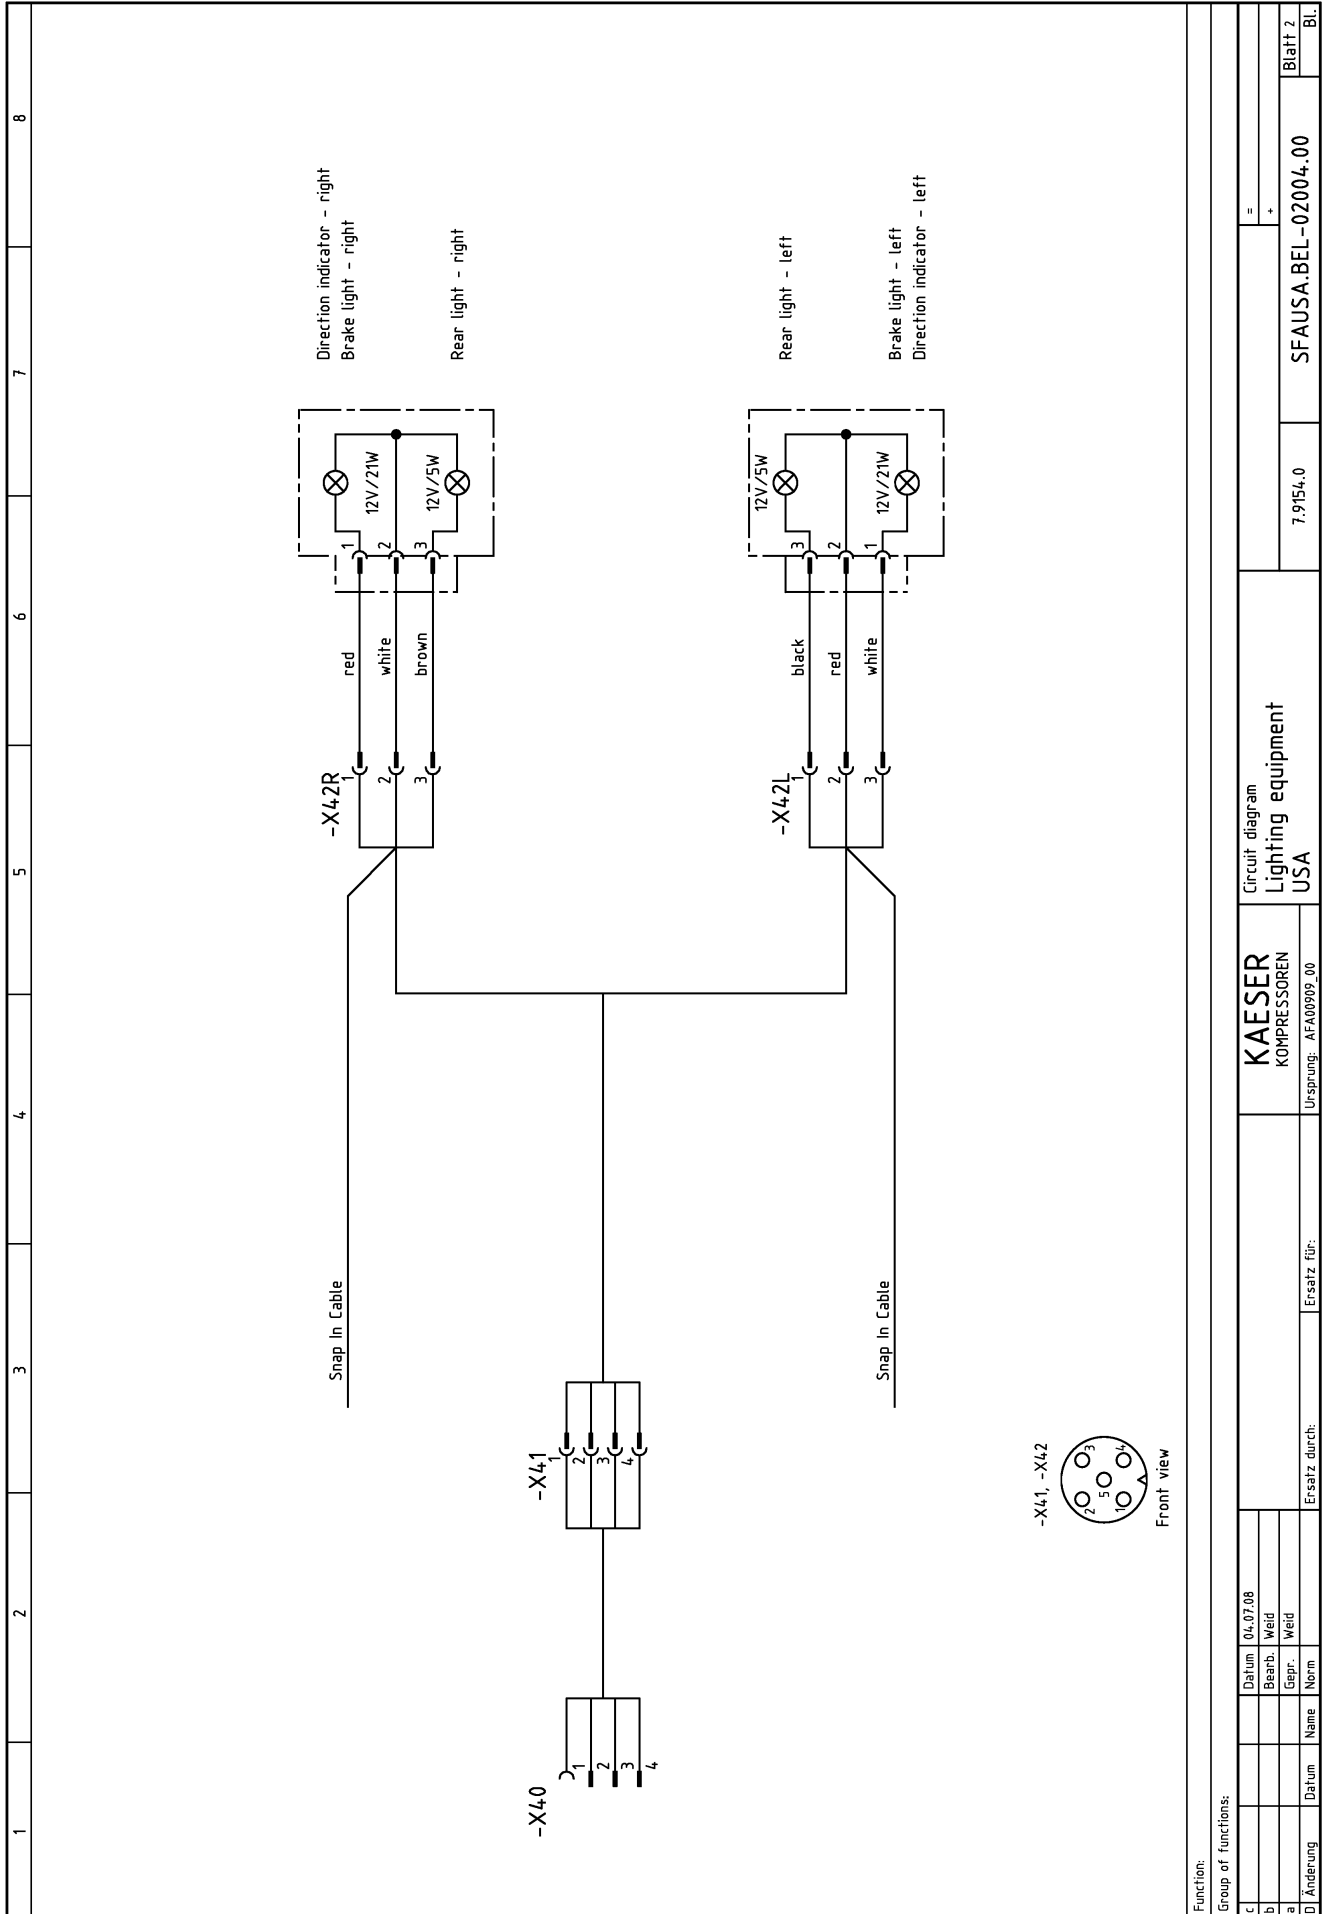 1
2
3
4
5
6
7
8
Direction indicator - right
Brake light - right
Rear light - right
12V/21W
12V/5W
1
2
3
red
white
brown
-X42R
1
2
3
Rear light - left
Brake light - left
Direction indicator - left
12V/5W
12V/21W
3
2
1
black
red
white
-X42L
1
2
3
Snap In Cable
Snap In Cable
-X41
1
2
3
4
-X40
1
2
3
4
-X41, -X42
1
2
3
4
5
Front view
Function:
Group of functions:
c
b
a
D
Änderung
Datum
Name
Datum
04.07.08
Bearb.
Weid
Gepr.
Weid
Norm
Ersatz durch:
Ersatz für:
KAESER
KOMPRESSOREN
Ursprung: AFA00909_00
Circuit diagram
Lighting equipment
USA
7.9154.0
=
+
SFAUSA.BEL-02004.00
Blatt 2
Bl.